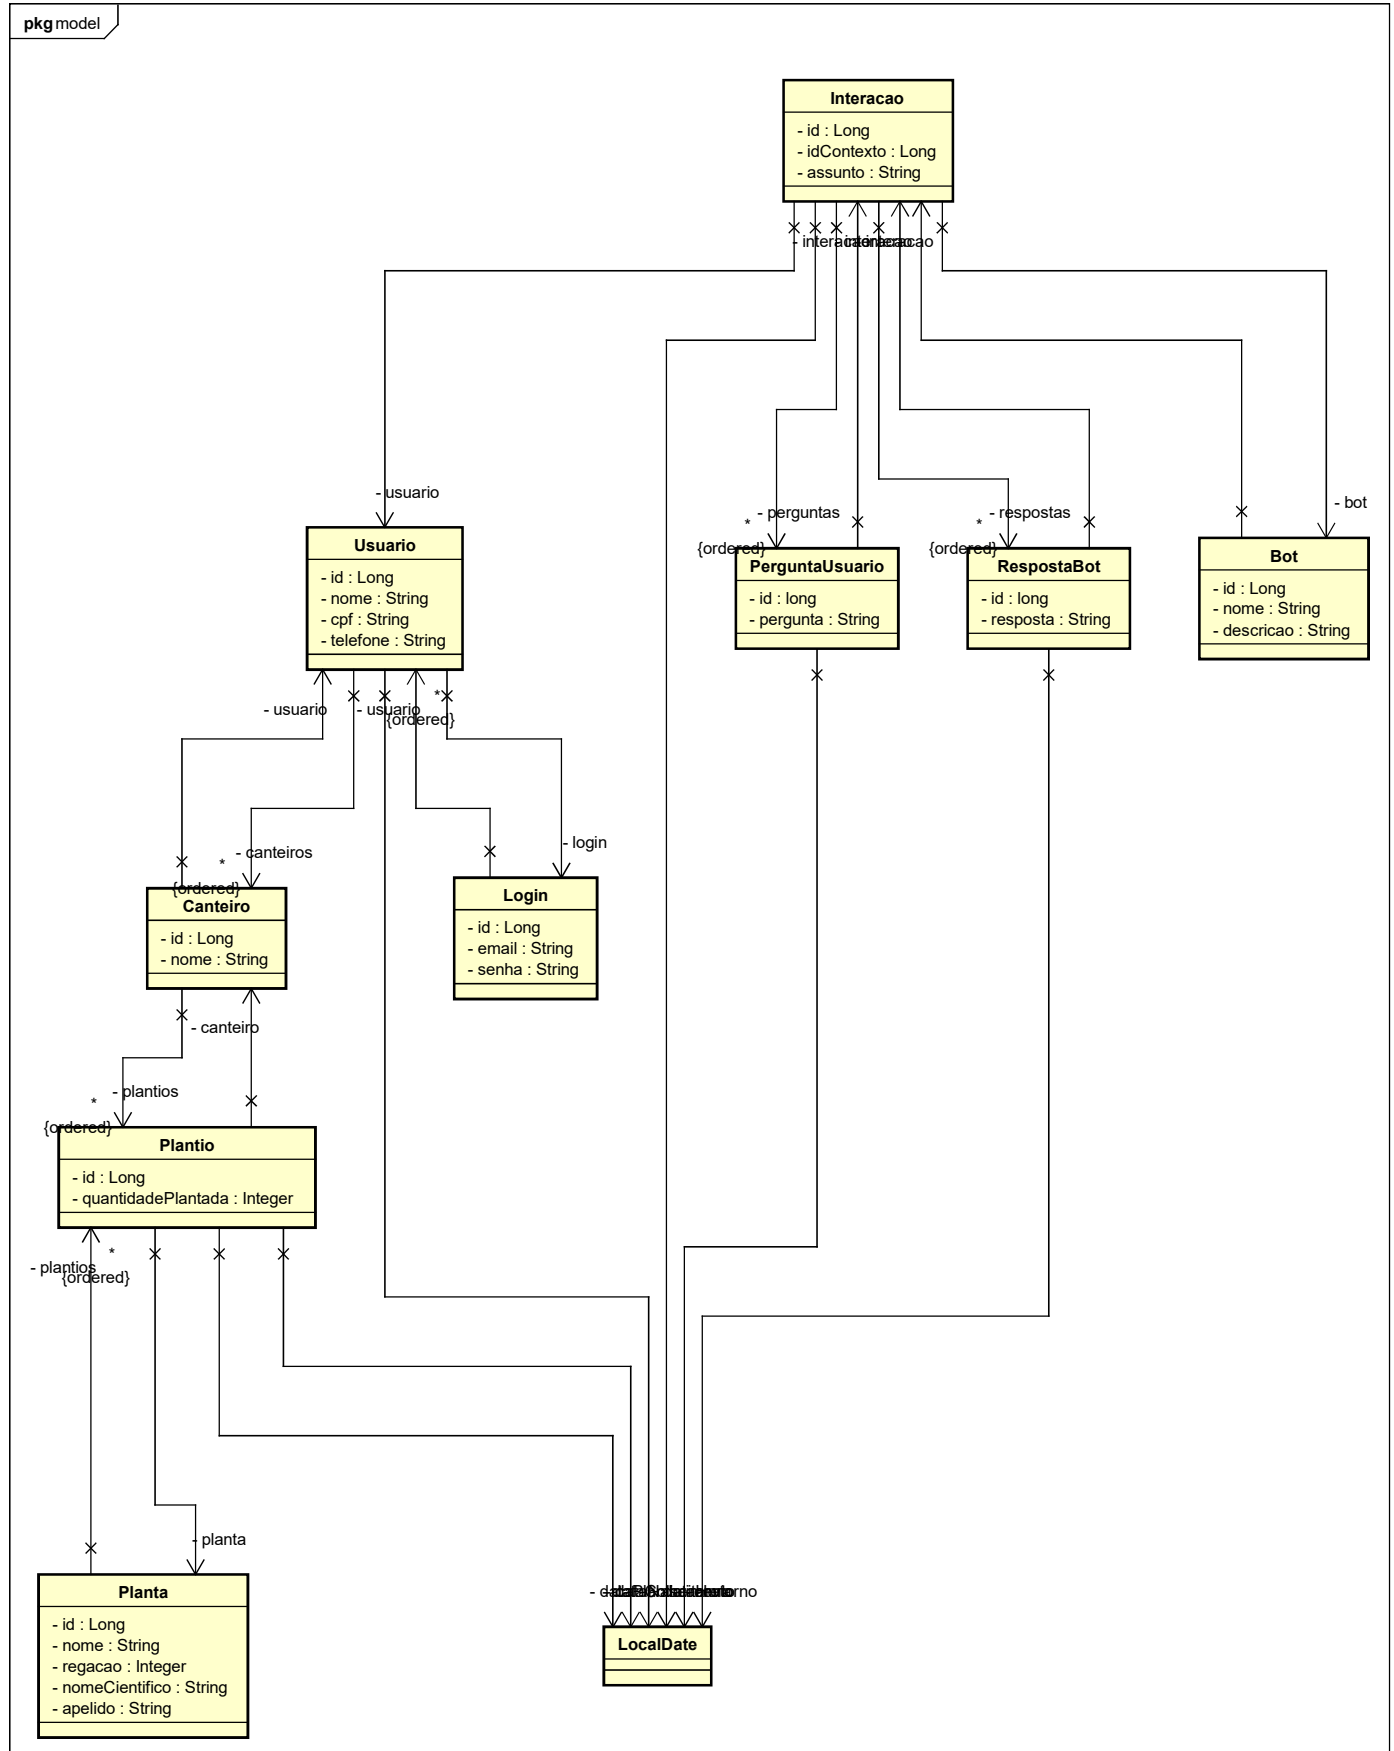 pkg model
Interacao
- id : Long
- idContexto : Long
- assunto : String
- interacao
interacao
- usuario
- perguntas
*
{ordered}
- respostas
*
{ordered}
- bot
Usuario
- id : Long
- nome : String
- cpf : String
- telefone : String
PerguntaUsuario
- id : long
- pergunta : String
RespostaBot
- id : long
- resposta : String
Bot
- id : Long
- nome : String
- descricao : String
- usuario
- usuario
*
{ordered}
- canteiros
*
{ordered}
- login
Canteiro
- id : Long
- nome : String
Login
- id : Long
- email : String
- senha : String
- canteiro
- plantios
*
{ordered}
Plantio
- id : Long
- quantidadePlantada : Integer
- plantios
*
{ordered}
- planta
Planta
- id : Long
- nome : String
- regacao : Integer
- nomeCientifico : String
- apelido : String
LocalDate